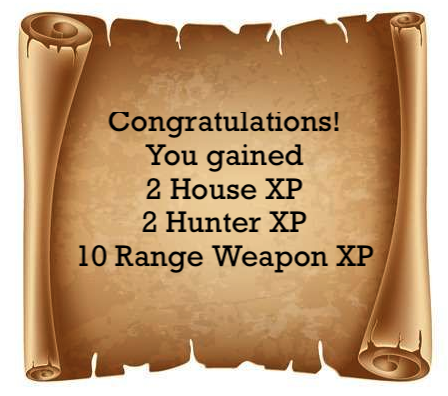 Congratulations!
You gained
2 House XP
2 Hunter XP
10 Range Weapon XP